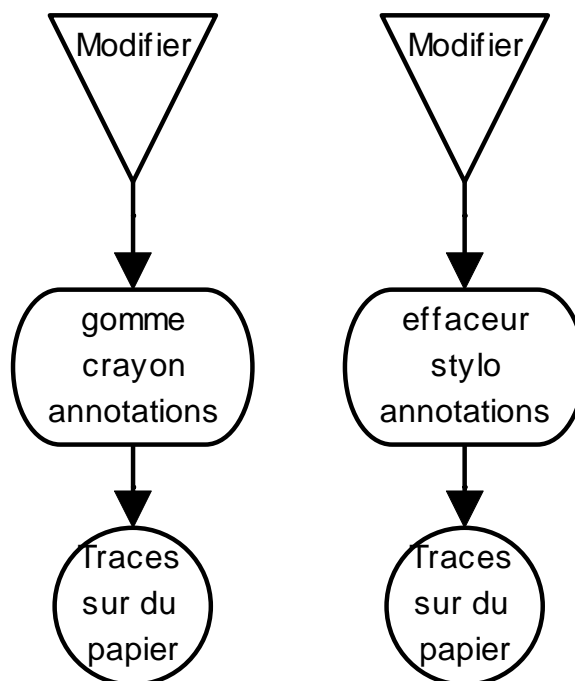 Modifier
gomme
crayon
annotations
Traces
sur du
papier
Modifier
effaceur
stylo
annotations
Traces
sur du
papier